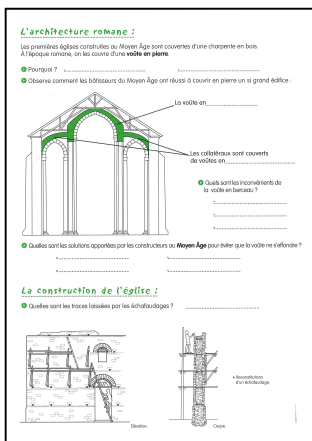 L'architecture romane :
Les premières églises construites au Moyen Âge sont couvertes d'une charpente en bois.
À l'époque romane, on les couvre d'une voûte en pierre.
Pourquoi ?
Observe comment les bâtisseurs du Moyen Âge ont réussi à couvrir en pierre un si grand édifice :
La voûte en
Les collatéraux sont couverts
de voûtes en
Quels sont les inconvénients de
la voûte en berceau ?
Quelles sont les solutions apportées par les constructeurs au Moyen Âge pour éviter que la voûte ne s'effondre ?
La construction de l'église :
Quelles sont les traces laissées par les échafaudages ?
Reconstitutions
d'un échafaudage.
Élévation.
Coupe.